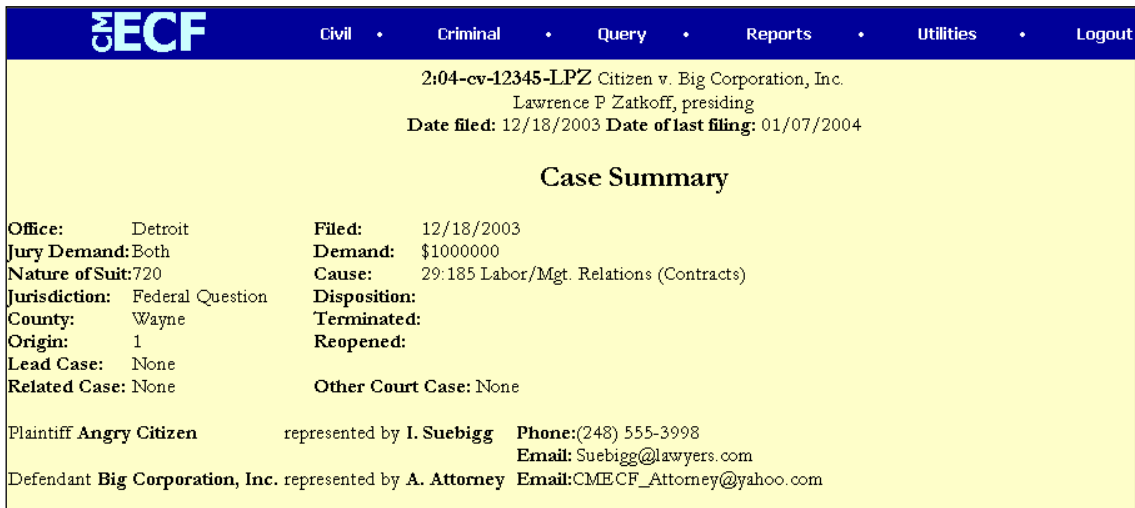 CM ECF Civil • Criminal • Query • Reports • Utilities • Logout
2:04-cv-12345-LPZ Citizen v. Big Corporation, Inc.
Lawrence P Zatkoff, presiding
Date filed: 12/18/2003 Date of last filing: 01/07/2004
Case Summary
Office: Detroit Filed: 12/18/2003
Jury Demand: Both Demand: $1000000
Nature of Suit: 720 Cause: 29:185 Labor/Mgt. Relations (Contracts)
Jurisdiction: Federal Question Disposition:
County: Wayne Terminated:
Origin: 1 Reopened:
Lead Case: None
Related Case: None Other Court Case: None
Plaintiff Angry Citizen represented by I. Suebigg Phone:(248) 555-3998
Email: Suebigg@lawyers.com
Defendant Big Corporation, Inc. represented by A. Attorney Email:CMECF_Attorney@yahoo.com